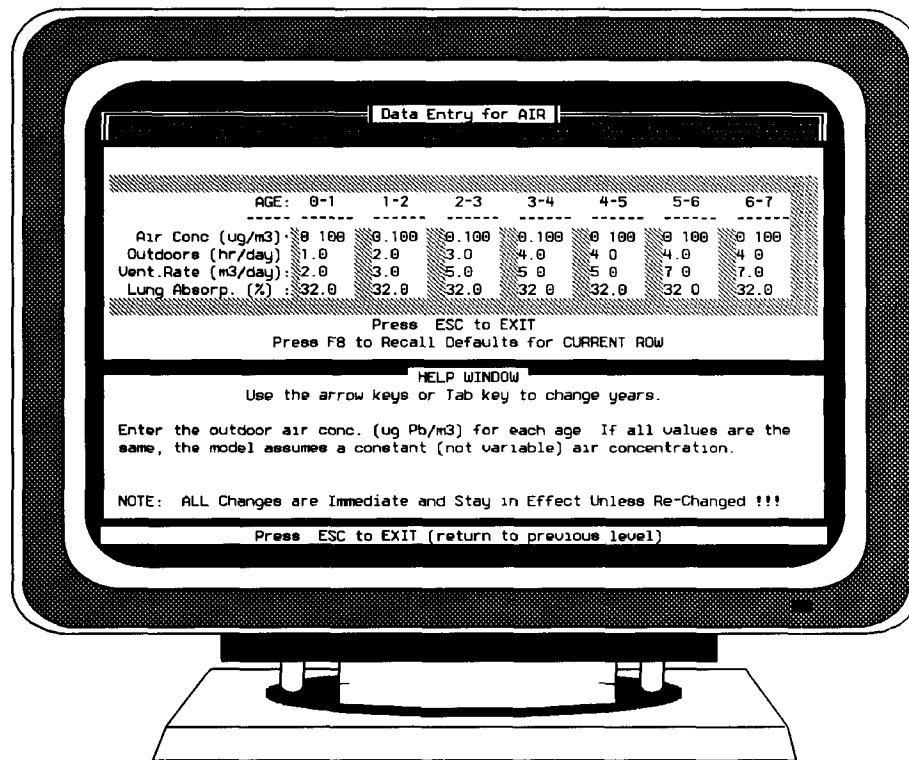 Data Entry for AIR
AGE: 0-1 1-2 2-3 3-4 4-5 5-6 6-7
----- ----- ----- ----- ----- ----- ----- -----
Air Conc (ug/m3): 0 100 0.100 0.100 0.100 0 100 0 100 0 100
Outdoors (hr/day) 1.0 2.0 3.0 4.0 4 0 4.0 4 0
Vent.Rate (m3/day): 2.0 3.0 5.0 5 0 5 0 7 0 7.0
Lung Absorp. (%) : 32.0 32.0 32.0 32 0 32.0 32 0 32.0
Press ESC to EXIT
Press F8 to Recall Defaults for CURRENT ROW
HELP WINDOW
Use the arrow keys or Tab key to change years.
Enter the outdoor air conc. (ug Pb/m3) for each age If all values are the
same, the model assumes a constant (not variable) air concentration.
NOTE: ALL Changes are Immediate and Stay in Effect Unless Re-Changed !!!
Press ESC to EXIT (return to previous level)